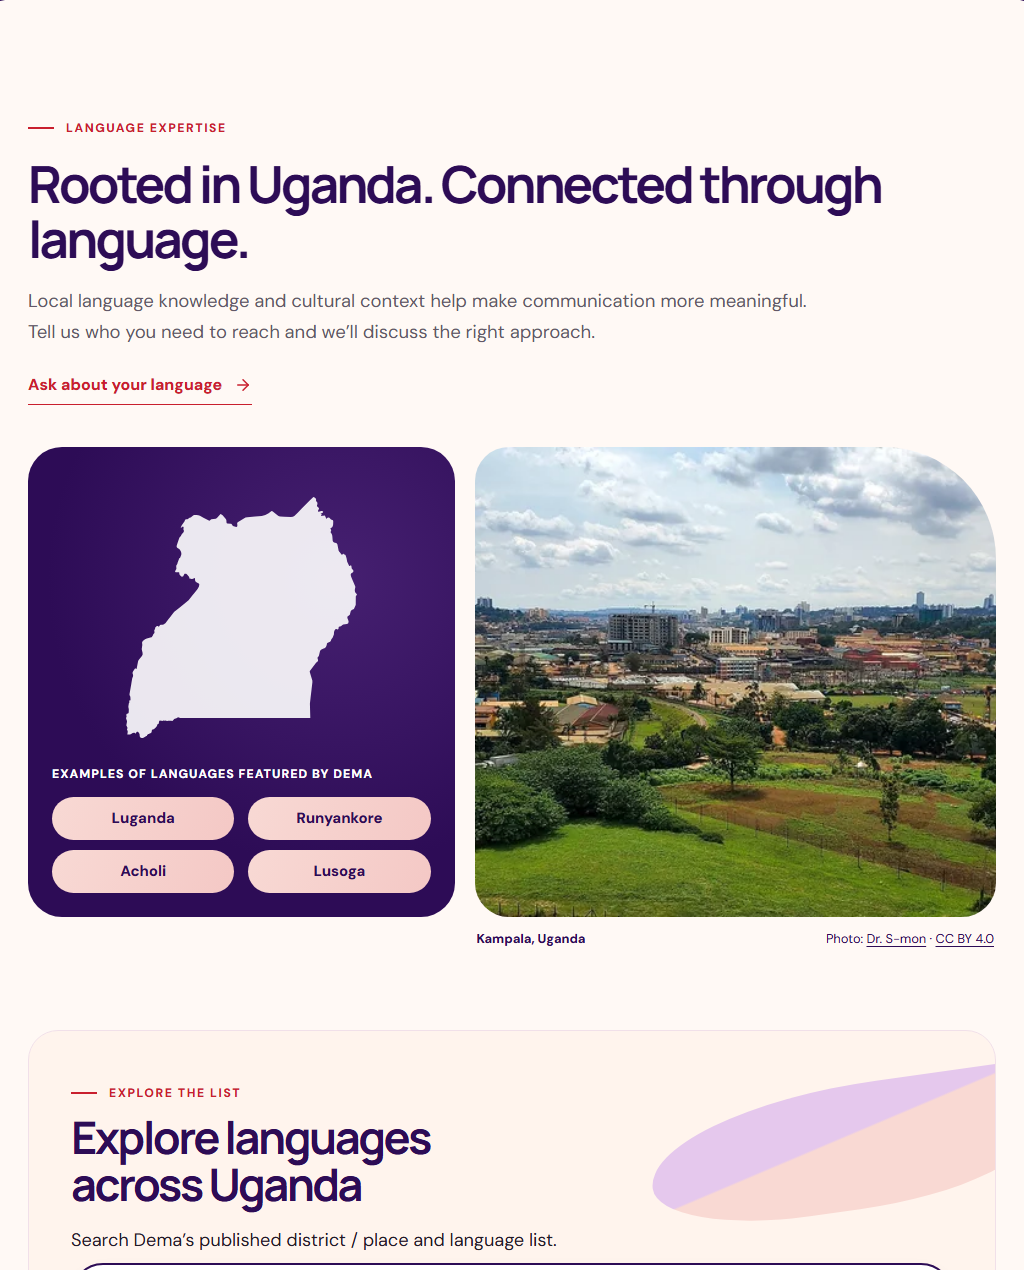 LANGUAGE EXPERTISE
Rooted in Uganda. Connected through
language.
Local language knowledge and cultural context help make communication more meaningful.
Tell us who you need to reach and we’ll discuss the right approach.
Ask about your language →
EXAMPLES OF LANGUAGES FEATURED BY DEMA
Luganda
Runyankore
Acholi
Lusoga
Kampala, Uganda
Photo: Dr. S-mon · CC BY 4.0
EXPLORE THE LIST
Explore languages
across Uganda
Search Dema’s published district / place and language list.